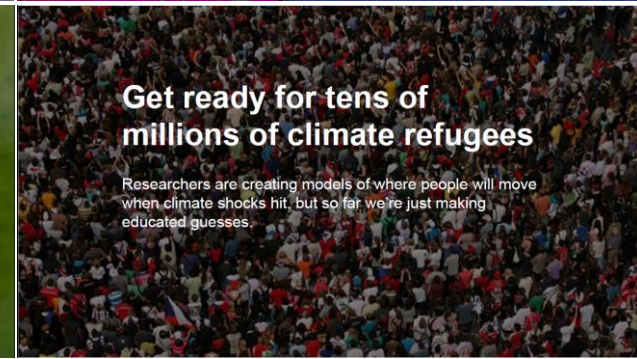 Get ready for tens of
millions of climate refugees
Researchers are creating models of where people will move
when climate shocks hit, but so far we're just making
educated guesses.